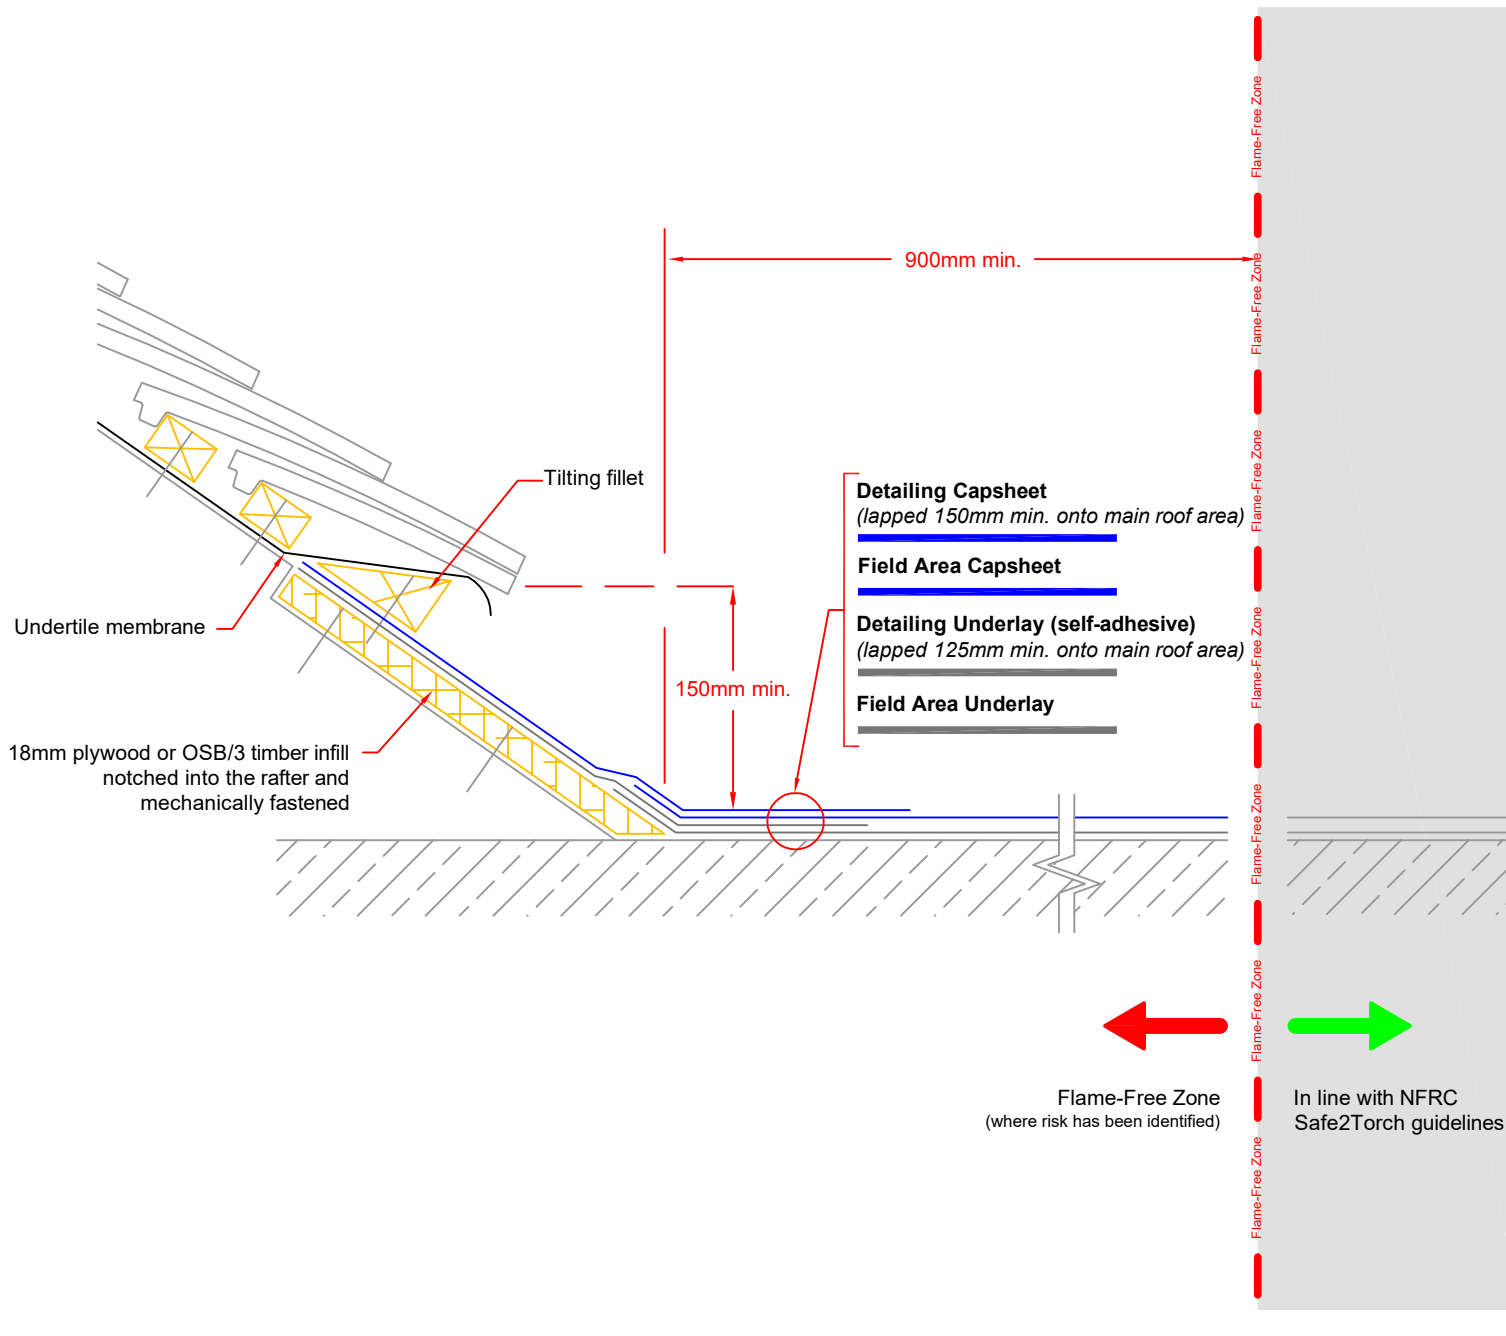 Flame-Free Zone
Flame-Free Zone
900mm min.
Flame-Free Zone
Tilting fillet
Detailing Capsheet
(lapped 150mm min. onto main roof area)
Field Area Capsheet
Undertile membrane
Detailing Underlay (self-adhesive)
(lapped 125mm min. onto main roof area)
Flame-Free Zone
150mm min.
Field Area Underlay
18mm plywood or OSB/3 timber infill
notched into the rafter and
mechanically fastened
Flame-Free Zone
Flame-Free Zone
Flame-Free Zone
(where risk has been identified)
In line with NFRC
Safe2Torch guidelines
Flame-Free Zone